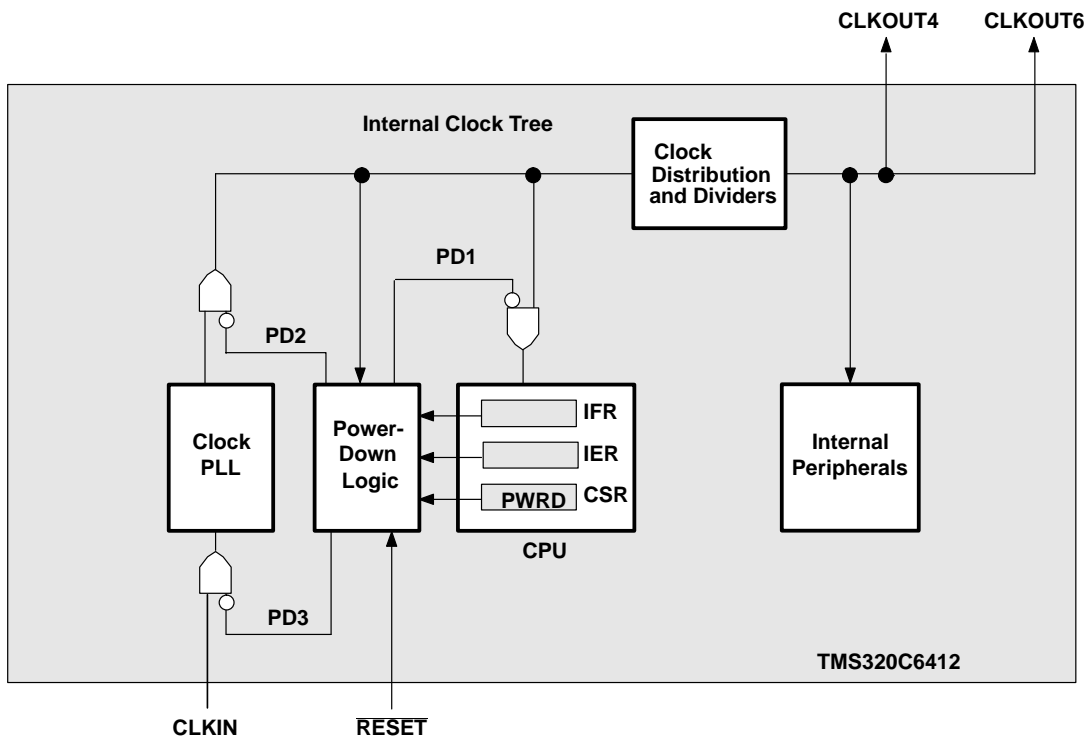 CLKOUT4 CLKOUT6
Internal Clock Tree
Clock
Distribution
and Dividers
PD1
PD2
Clock
PLL
Power-
Down
Logic
IFR
IER
PWRD CSR
CPU
Internal
Peripherals
PD3
TMS320C6412
CLKIN RESET